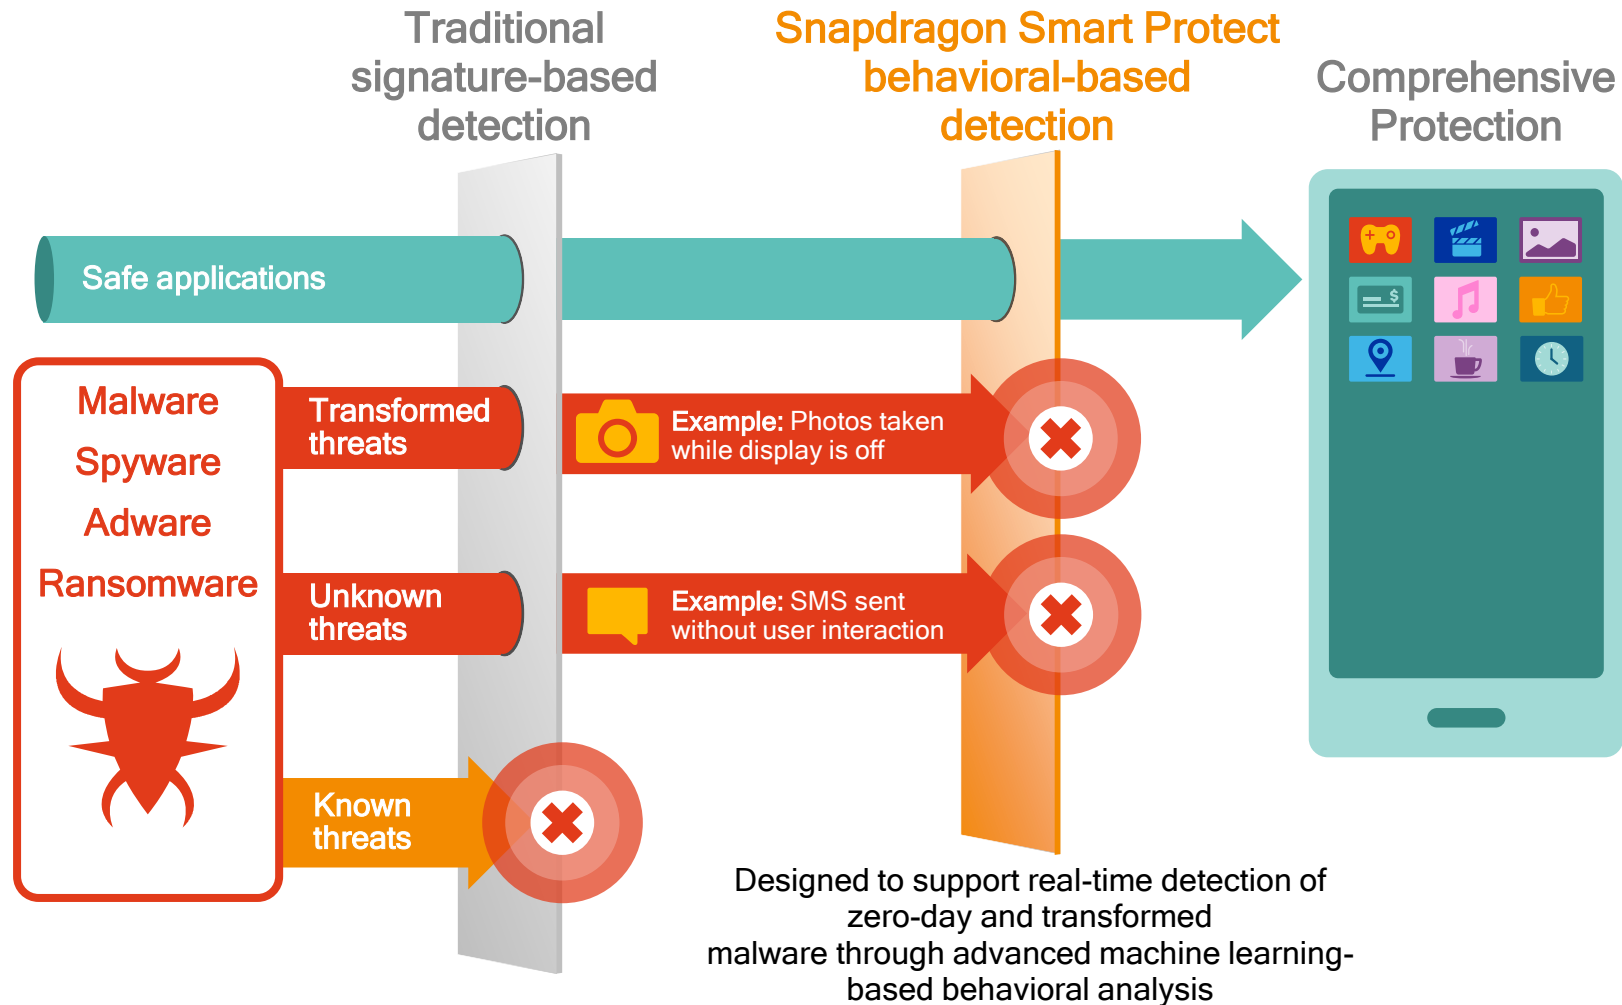 Traditional
signature-based
detection
Snapdragon Smart Protect
behavioral-based
detection
Comprehensive
Protection
Safe applications
$
Malware
Spyware
Adware
Ransomware
Transformed
threats
Example: Photos taken
while display is off
Unknown
threats
Example: SMS sent
without user interaction
Known
threats
Designed to support real-time detection of
zero-day and transformed
malware through advanced machine learning-
based behavioral analysis